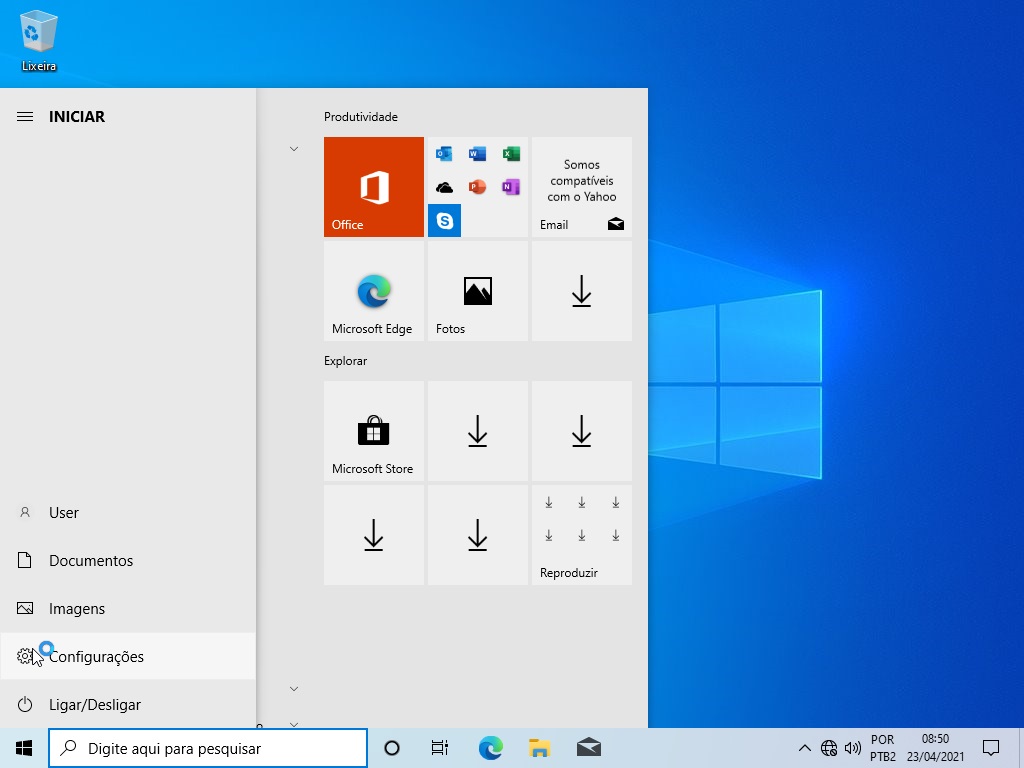 Lixeira
INICIAR
Produtividade
Office
Somos
compatíveis
com o Yahoo
Email
Microsoft Edge
Fotos
Explorar
Microsoft Store
Reproduzir
User
Documentos
Imagens
Configurações
Ligar/Desligar
Digite aqui para pesquisar
POR
PTB2
08:50
23/04/2021